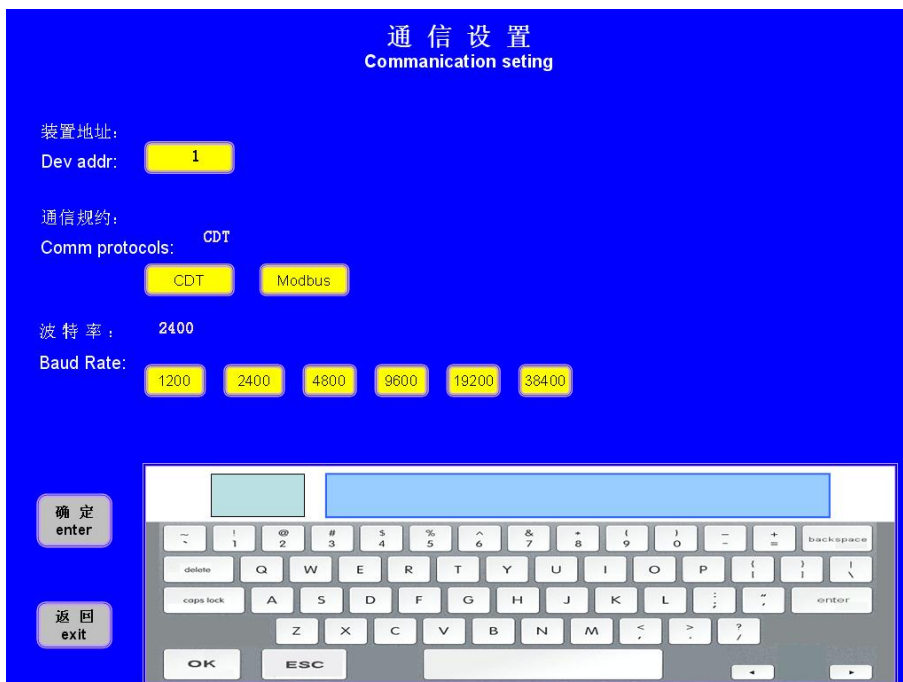 通 信 设 置
Commanication seting
装置地址:
Dev addr:
1
通信规约:
Comm protocols:
CDT
CDT Modbus
波 特 率 :
2400
Baud Rate:
1200 2400 4800 9600 19200 38400
确 定
enter
~ ! @ # $ % ^ & * ( ) _ +
` 1 2 3 4 5 6 7 8 9 0 - = backspace
delete Q W E R T Y U I O P { } |
[ ] \
caps lock A S D F G H J K L : " enter
; '
Z X C V B N M < > ?
, . /
返 回
exit
OK ESC